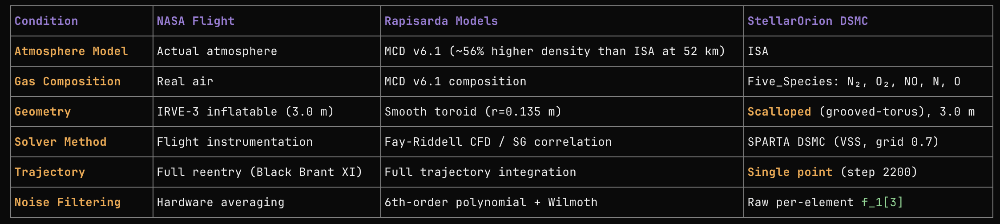 Condition NASA Flight Rapisarda Models StellarOrion DSMC
Atmosphere Model Actual atmosphere MCD v6.1 (~56% higher density than ISA at 52 km) ISA
Gas Composition Real air MCD v6.1 composition Five_Species: N₂, O₂, NO, N, O
Geometry IRVE-3 inflatable (3.0 m) Smooth toroid (r=0.135 m) Scalloped (grooved-torus), 3.0 m
Solver Method Flight instrumentation Fay-Riddell CFD / SG correlation SPARTA DSMC (VSS, grid 0.7)
Trajectory Full reentry (Black Brant XI) Full trajectory integration Single point (step 2200)
Noise Filtering Hardware averaging 6th-order polynomial + Wilmoth Raw per-element f_1[3]